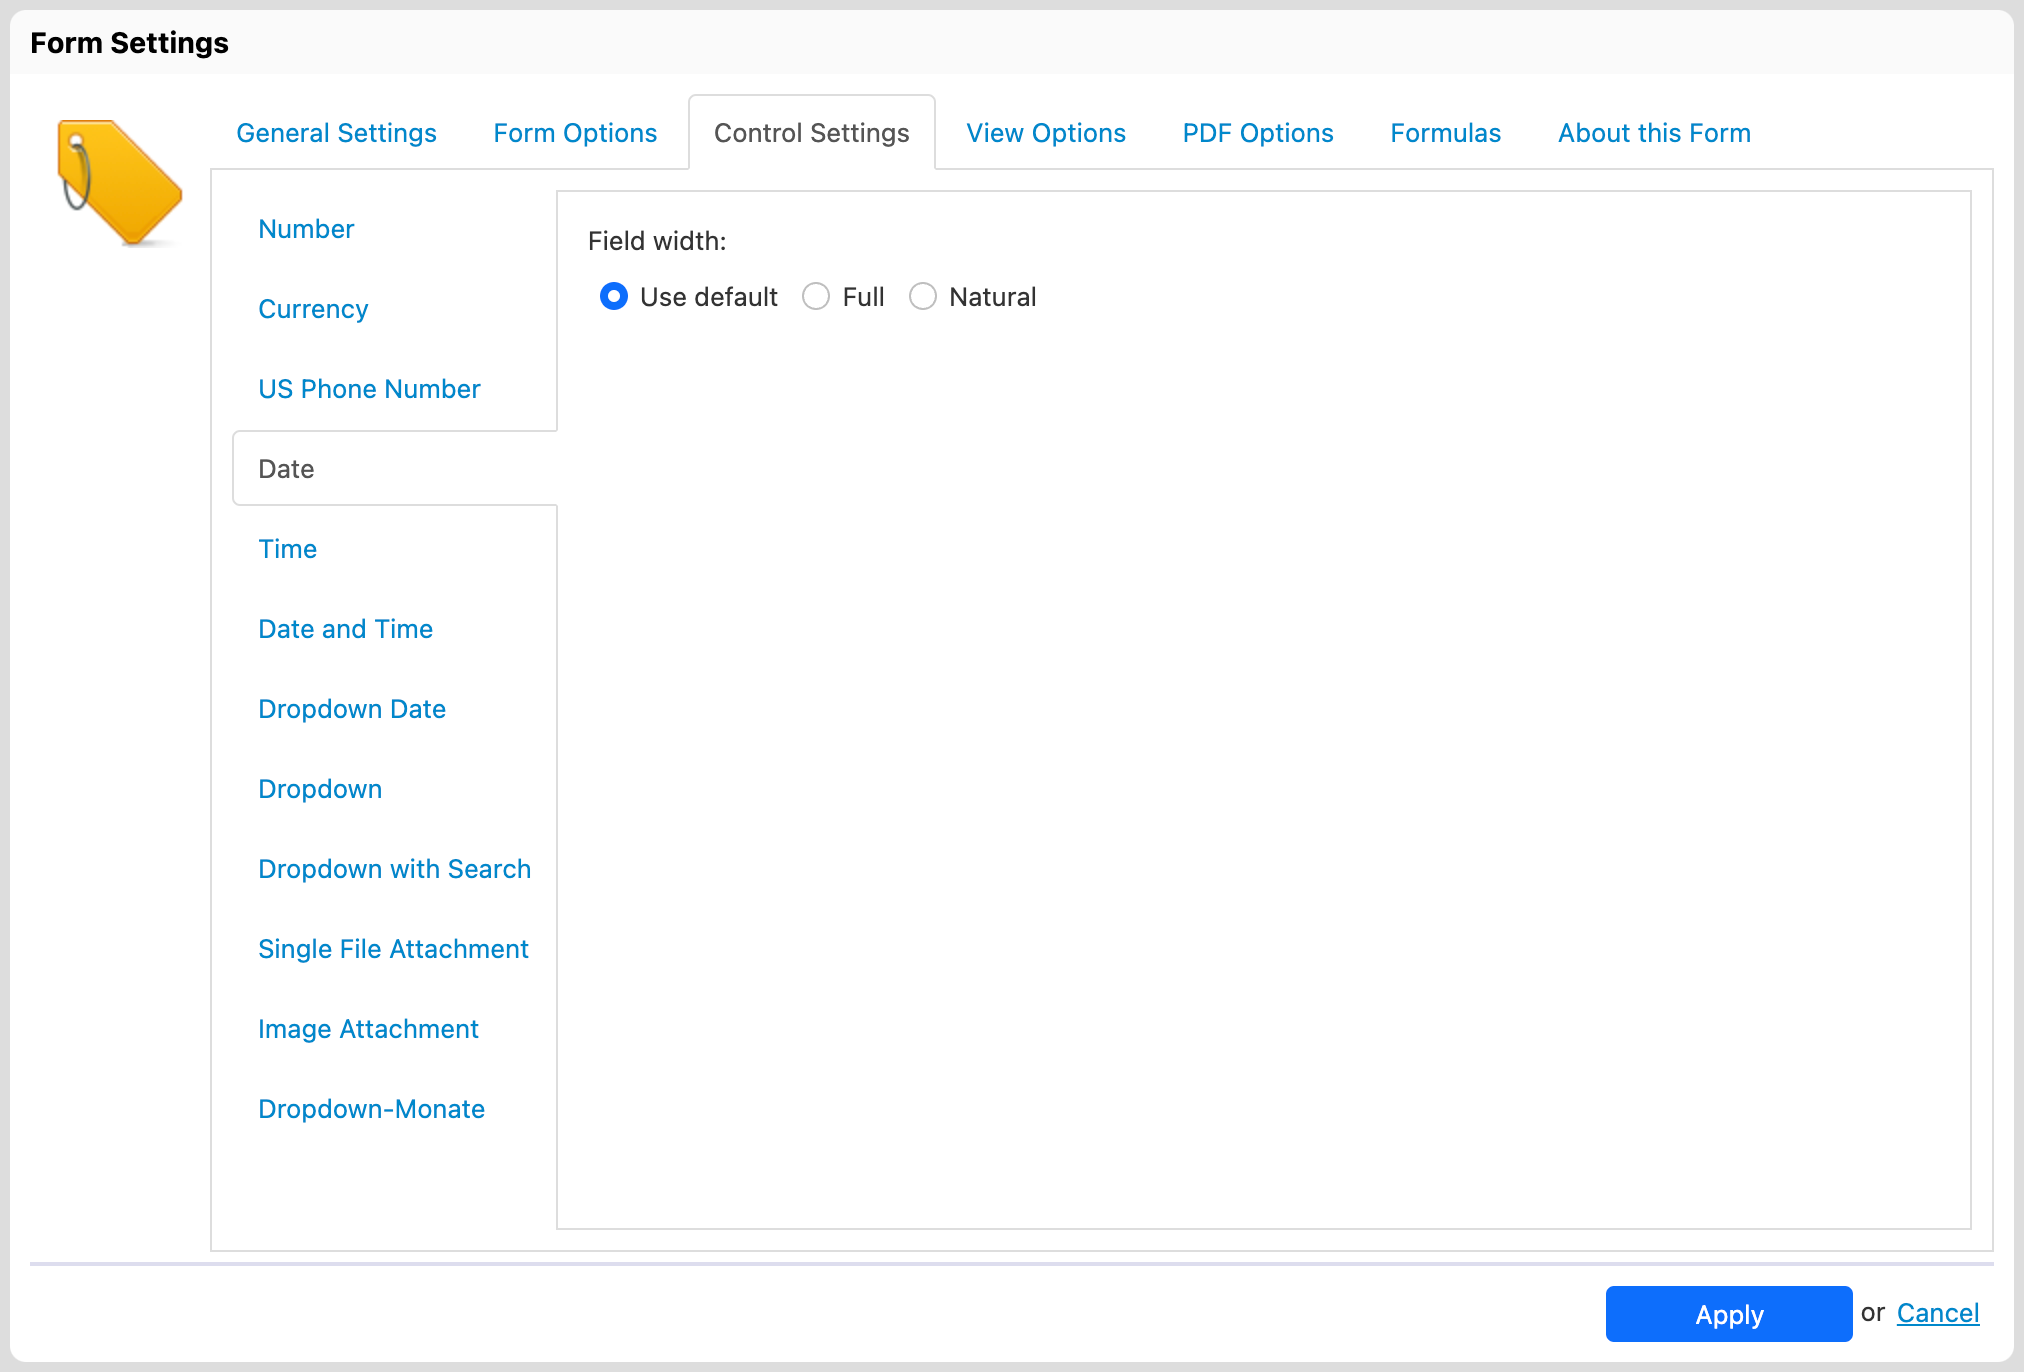 Form Settings
General Settings Form Options Control Settings View Options PDF Options Formulas About this Form
Number
Currency
US Phone Number
Date
Time
Date and Time
Dropdown Date
Dropdown
Dropdown with Search
Single File Attachment
Image Attachment
Dropdown-Monate
Field width:
Use default Full Natural
Apply or Cancel